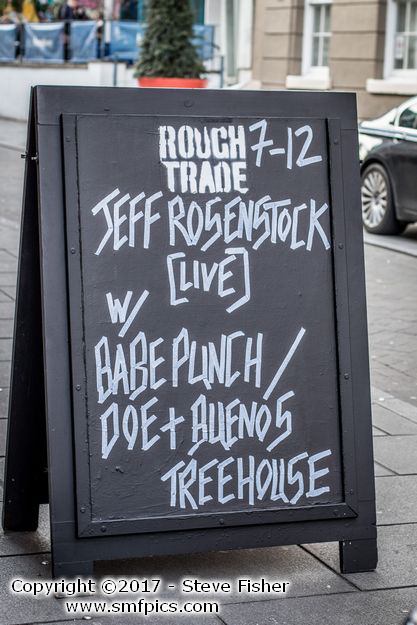 ROUGH TRADE 7-12
JEFF ROSENSTOCK
[LIVE]
W/
BABE PUNCH /
DOE + BUENOS
TREEHOUSE
Copyright ©2017 - Steve Fisher
www.smfpics.com